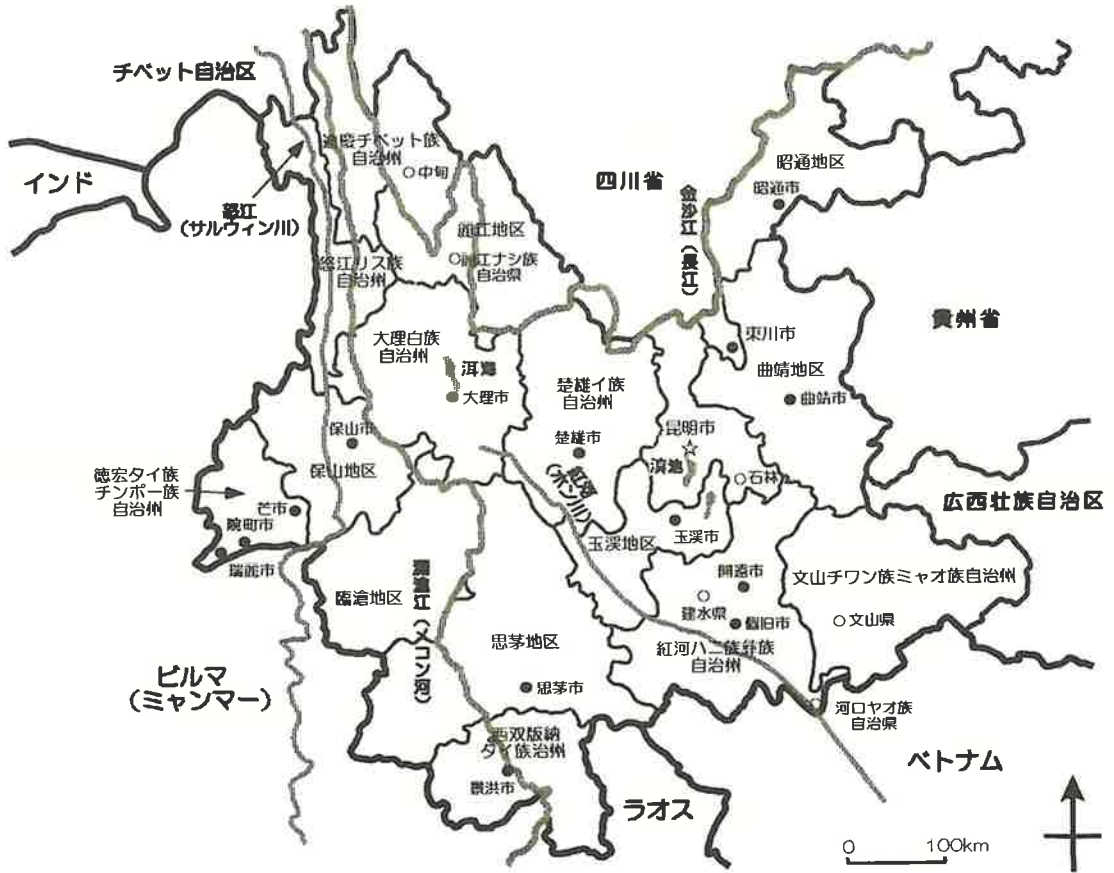 チベット自治区
インド
怒江
(サルウィン川)
迪慶チベット族
自治州
中甸
四川省
金沙江(長江)
昭通地区
昭通市
麗江地区
麗江ナシ族
自治県
怒江リス族
自治州
貴州省
大理白族
自治州
洱海
大理市
楚雄イ族
自治州
楚雄市
東川市
曲靖地区
曲靖市
昆明市
滇池
石林
保山市
保山地区
徳宏タイ族
チンポー族
自治州
芒市
畹町市
瑞麗市
紅河
(ホン川)
玉溪地区
玉溪市
広西壮族自治区
臨滄地区
瀾滄江(メコン河)
思茅地区
思茅市
開遠市
建水県
個旧市
紅河ハニ族彝族
自治州
文山チワン族ミャオ族自治州
文山県
ビルマ
(ミャンマー)
西双版納
タイ族治州
景洪市
河口ヤオ族
自治県
ベトナム
ラオス
0 100km